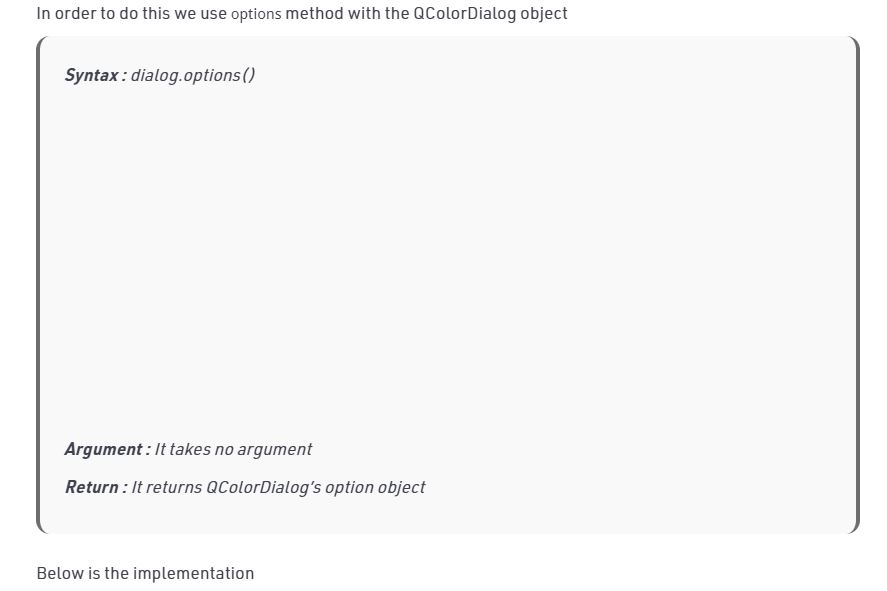 In order to do this we use options method with the QColorDialog object
Syntax : dialog.options()
Argument : It takes no argument
Return : It returns QColorDialog's option object
Below is the implementation